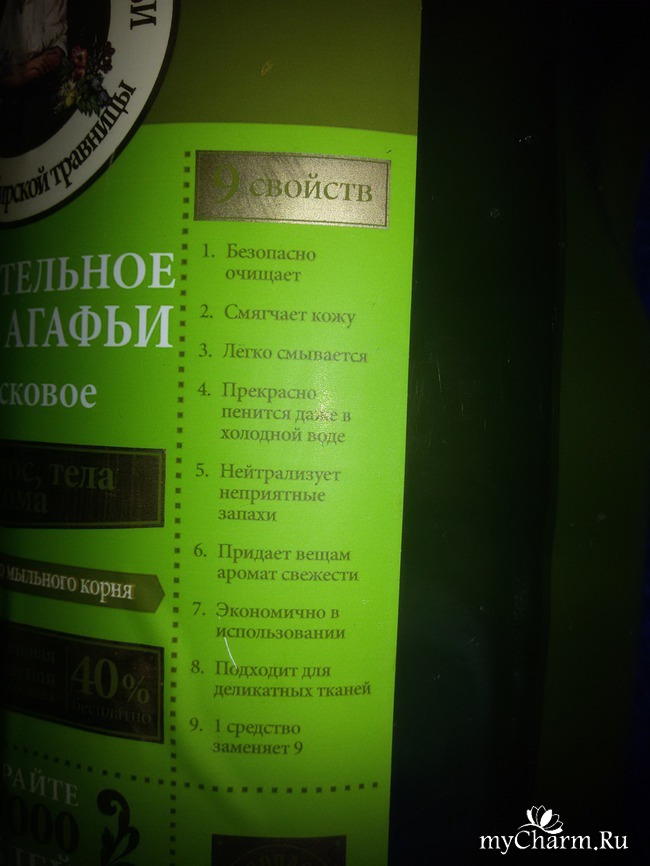 травницы
ТЕЛЬНОЕ
АГАФЬИ
сковое
тела
мыльного корня
40%
бесплатно
9 свойств
1. Безопасно
очищает
2. Смягчает кожу
3. Легко смывается
4. Прекрасно
пенится даже в
холодной воде
5. Нейтрализует
неприятные
запахи
6. Придает вещам
аромат свежести
7. Экономично в
использовании
8. Подходит для
деликатных тканей
9. 1 средство
заменяет 9
myCharm.Ru